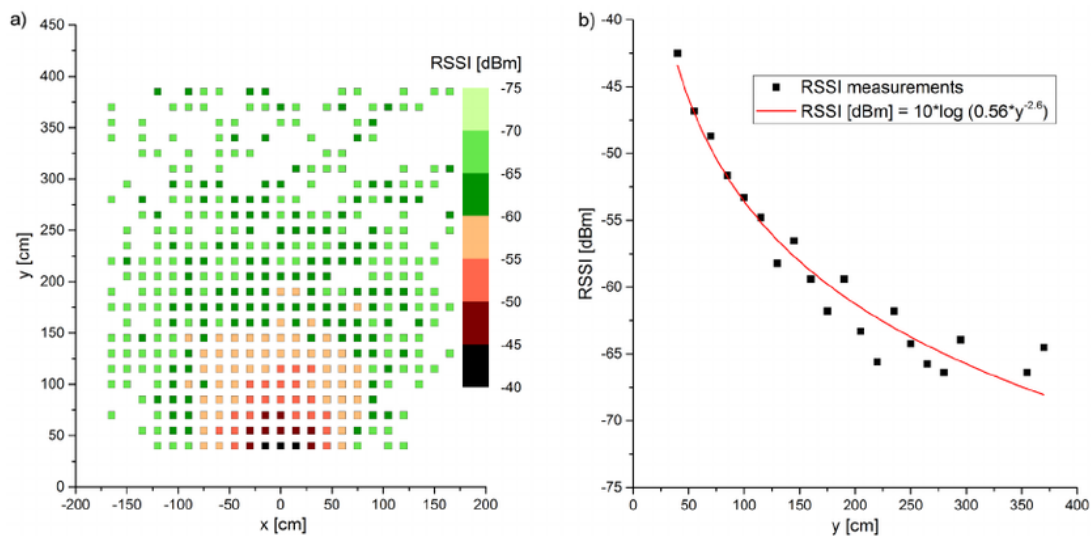 a)
450
400
350
300
250
200
150
100
50
0
y [cm]
-200 -150 -100 -50 0 50 100 150 200
x [cm]
RSSI [dBm]
-75
-70
-65
-60
-55
-50
-45
-40
b)
-40
-45
-50
-55
-60
-65
-70
-75
RSSI [dBm]
RSSI measurements
RSSI [dBm] = 10*log (0.56*y-2.6)
0 50 100 150 200 250 300 350 400
y [cm]